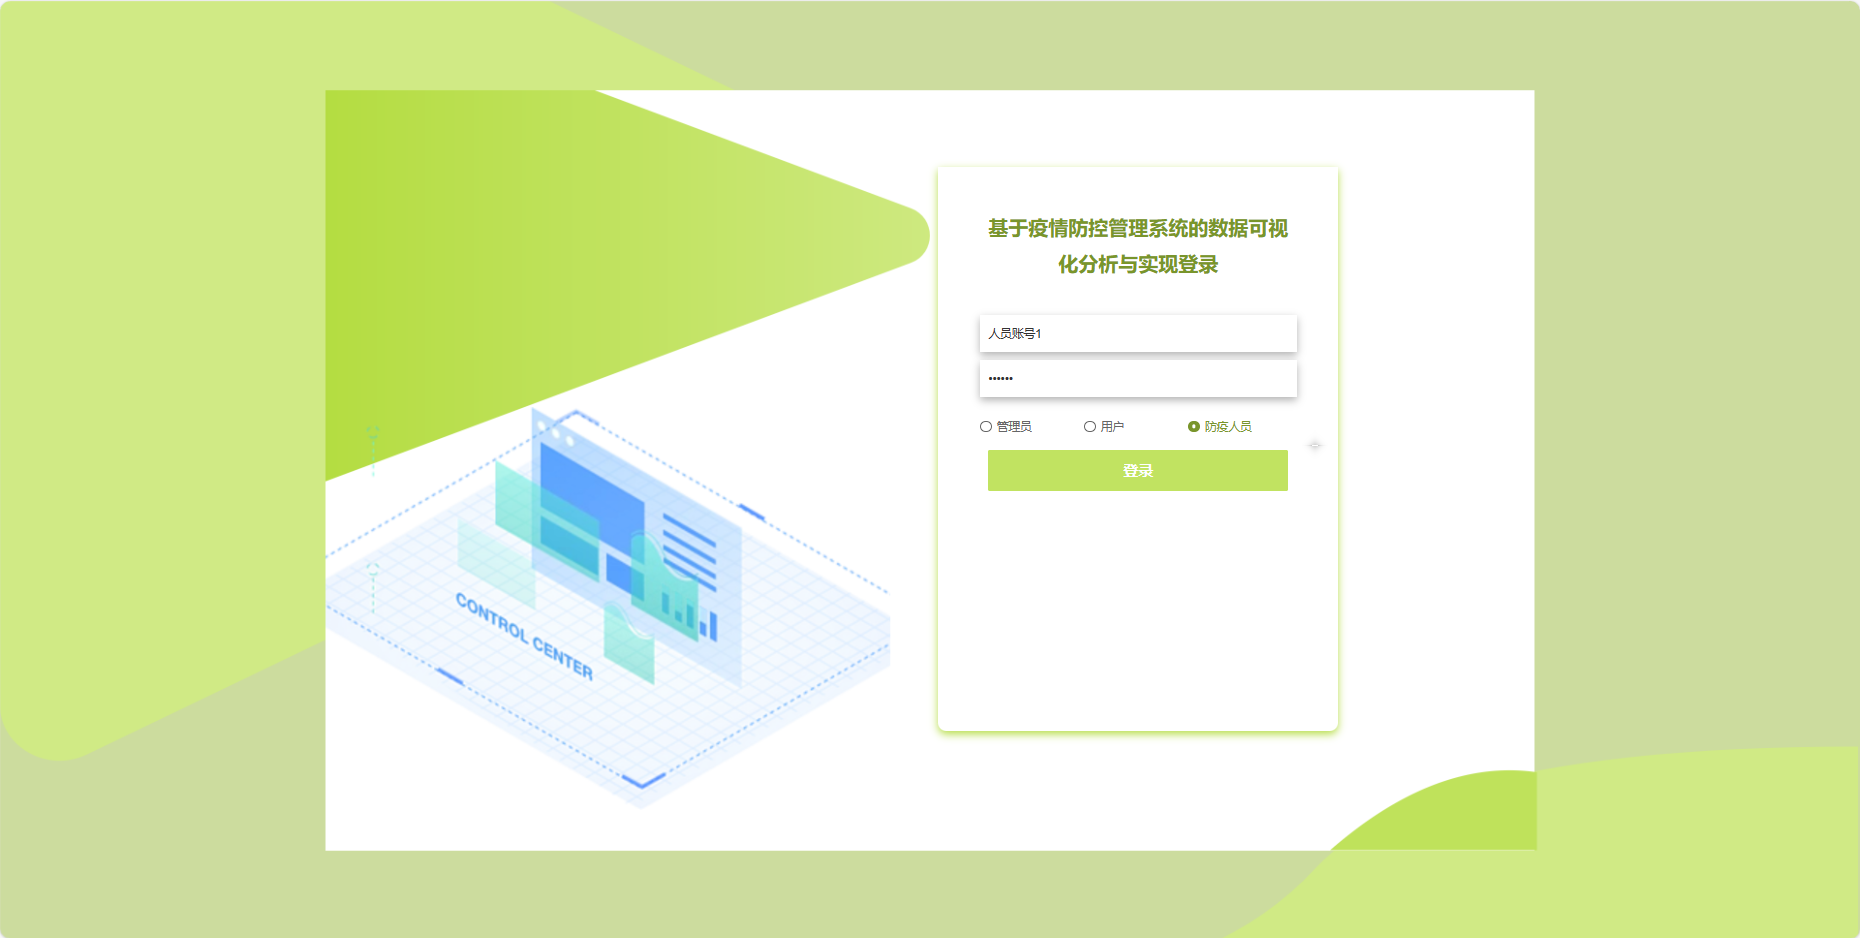 基于疫情防控管理系统的数据可视
化分析与实现登录
人员账号1
••••••
管理员 用户 防疫人员
登录
CONTROL CENTER